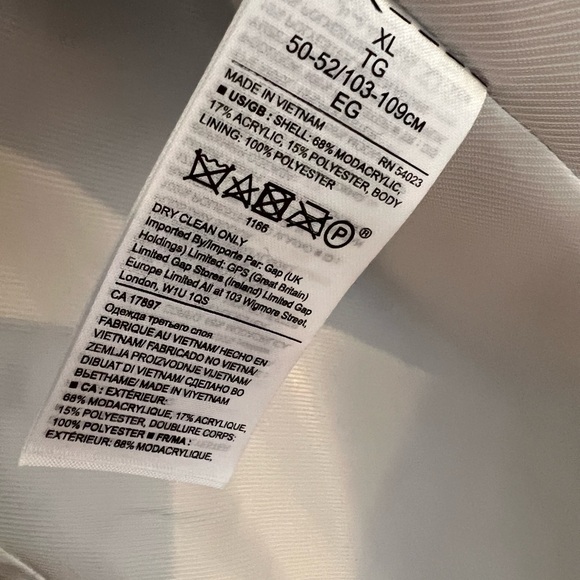 XL
TG
50-52/103-109CM
EG
MADE IN VIETNAM RN 54023
■ US/GB : SHELL: 68% MODACRYLIC,
17% ACRYLIC, 15% POLYESTER, BODY
LINING: 100% POLYESTER
P ®
1166
DRY CLEAN ONLY
Imported By/Importe Par: Gap (UK
Holdings) Limited: GPS (Great Britain)
Limited Gap Stores (Ireland) Limited Gap
Europe Limited All at 103 Wigmore Street,
London, W1U 1QS
CA 17897
Одежда третьего слоя
FABRIQUE AU VIETNAM/ HECHO EN
VIETNAM/ FABRICADO NO VIETNÃ/
ZEMLJA PROIZVODNJE VIJETNAM/
DIBUAT DI VIETNAM/ СДЕЛАНО ВО
ВЬЕТНАМЕ/ MADE IN VIYETNAM
■ CA : EXTÉRIEUR:
68% MODACRYLIQUE, 17% ACRYLIQUE,
15% POLYESTER, DOUBLURE CORPS:
100% POLYESTER ■ FR/MA :
EXTÉRIEUR: 68% MODACRYLIQUE,